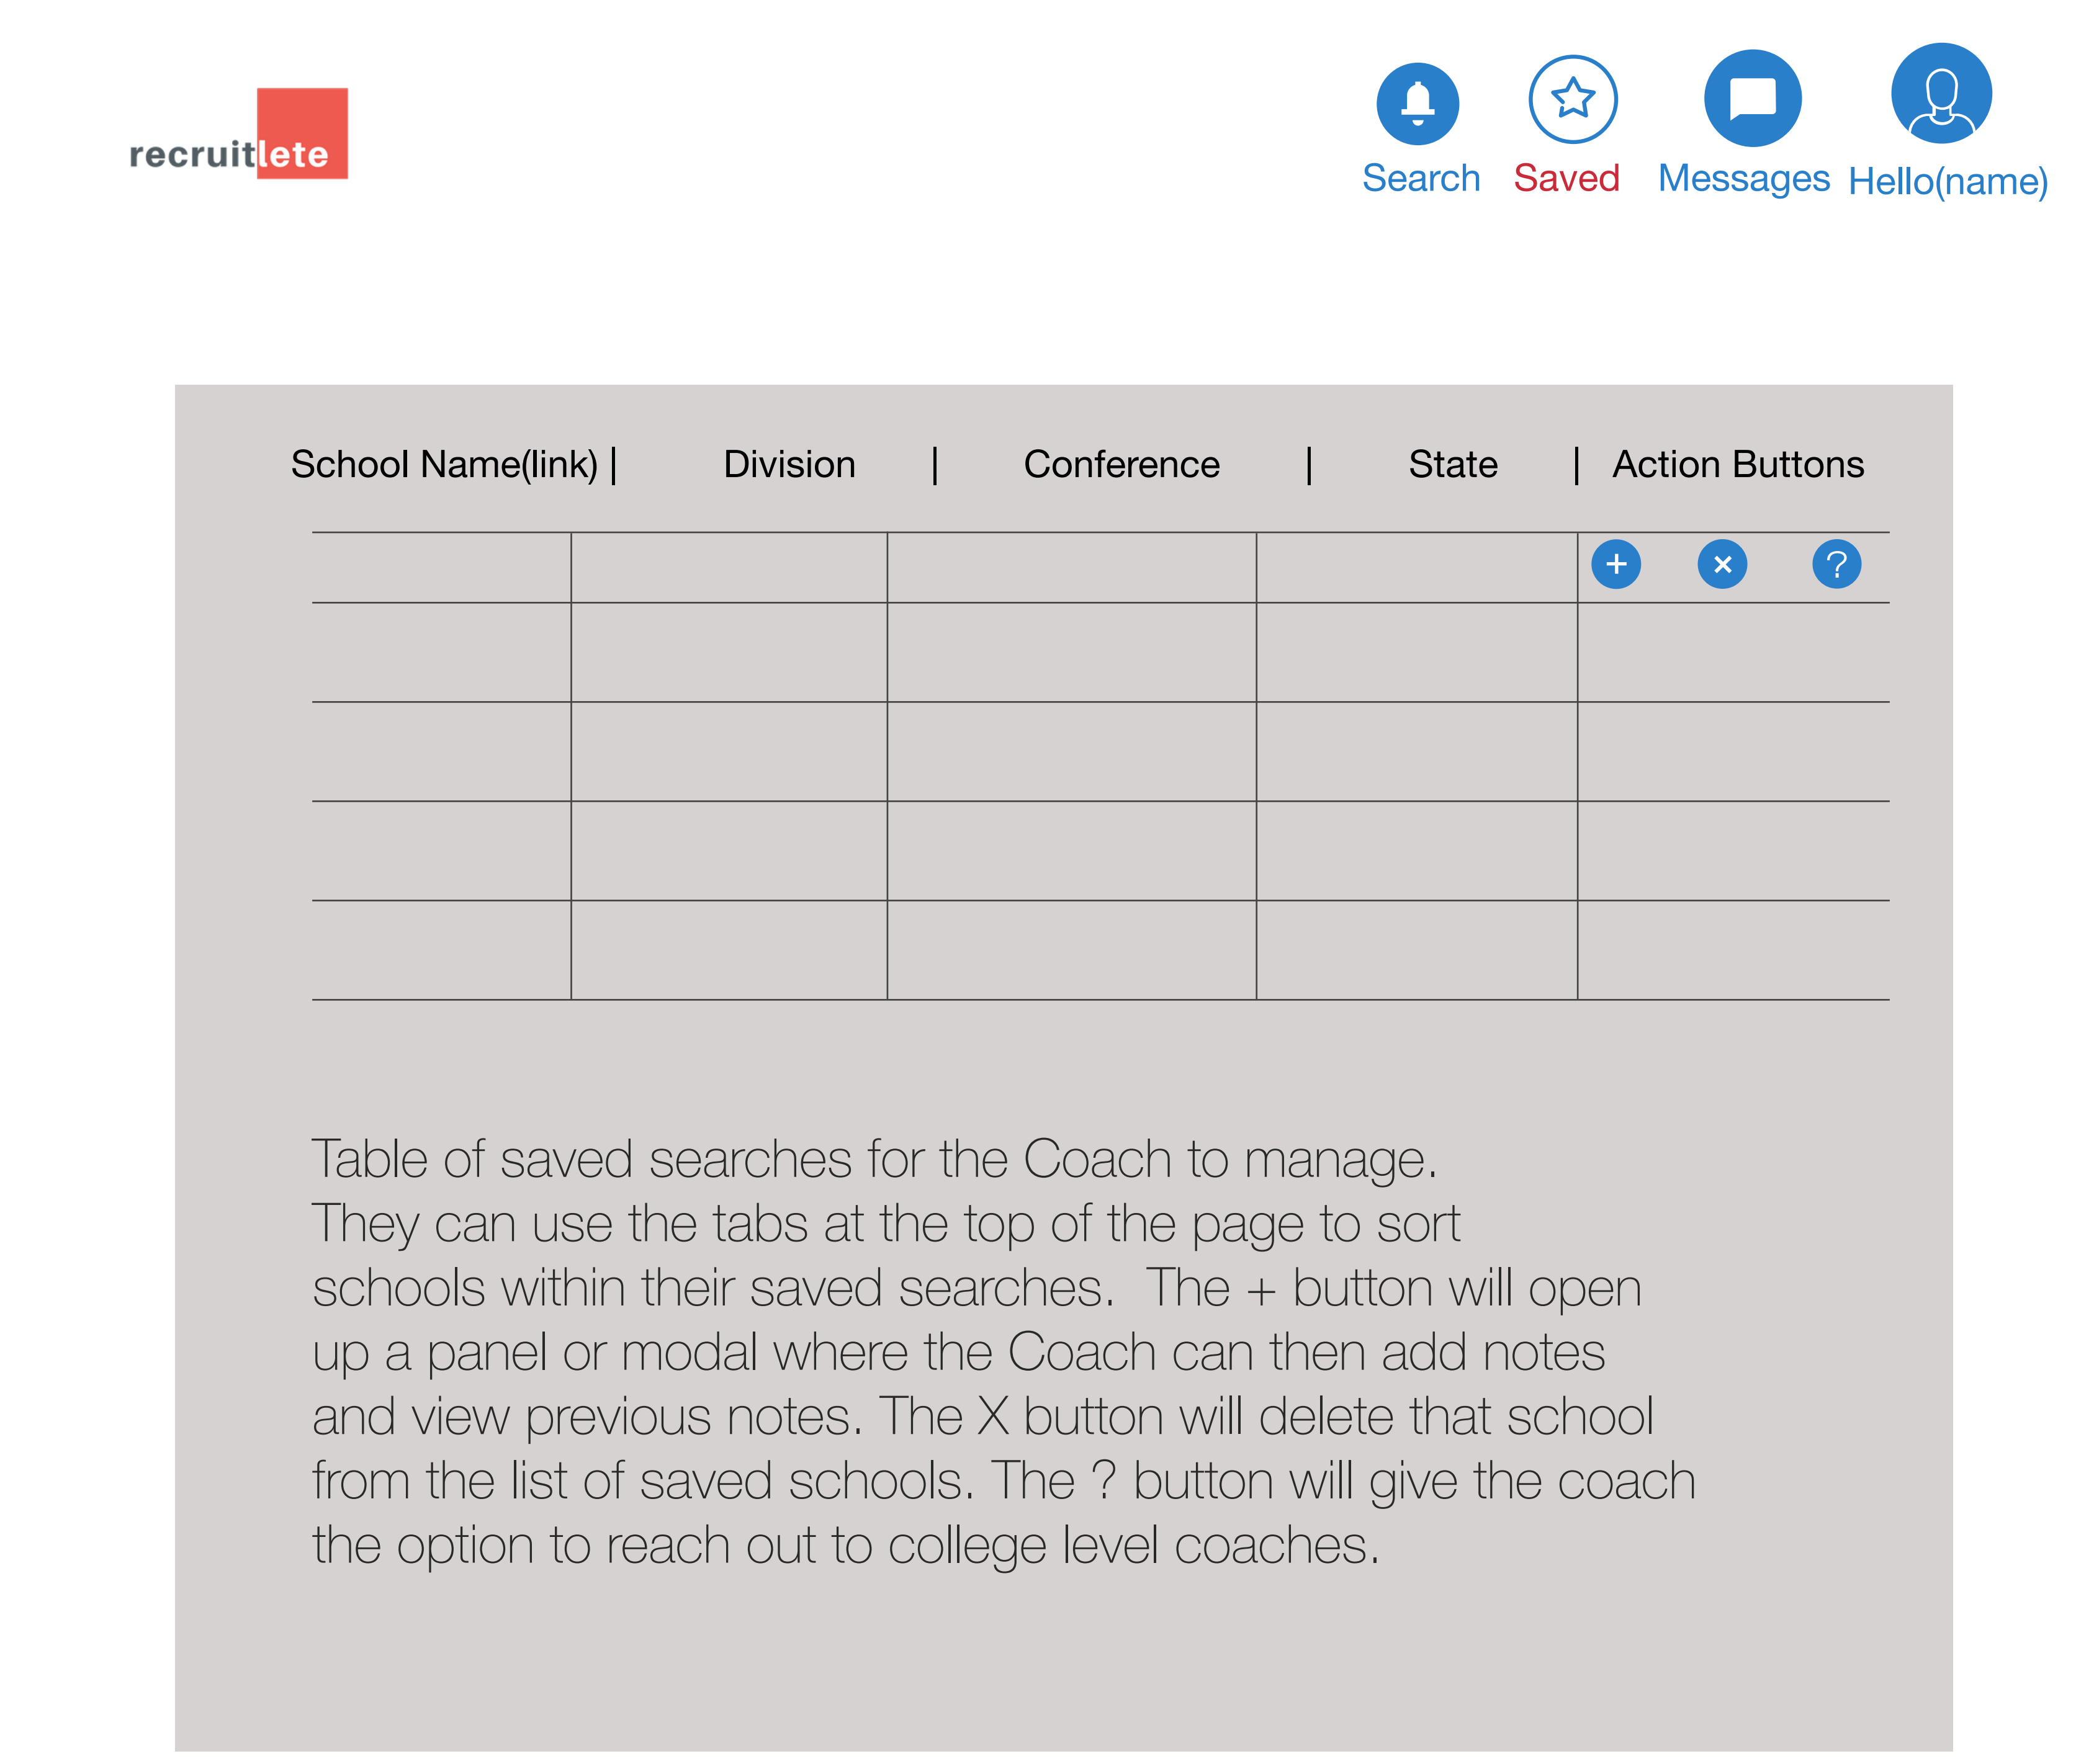 recruitlete
Search Saved Messages Hello(name)
School Name(link) | Division | Conference | State | Action Buttons
+ × ?
Table of saved searches for the Coach to manage.
They can use the tabs at the top of the page to sort
schools within their saved searches.  The + button will open
up a panel or modal where the Coach can then add notes
and view previous notes. The X button will delete that school
from the list of saved schools. The ? button will give the coach
the option to reach out to college level coaches.